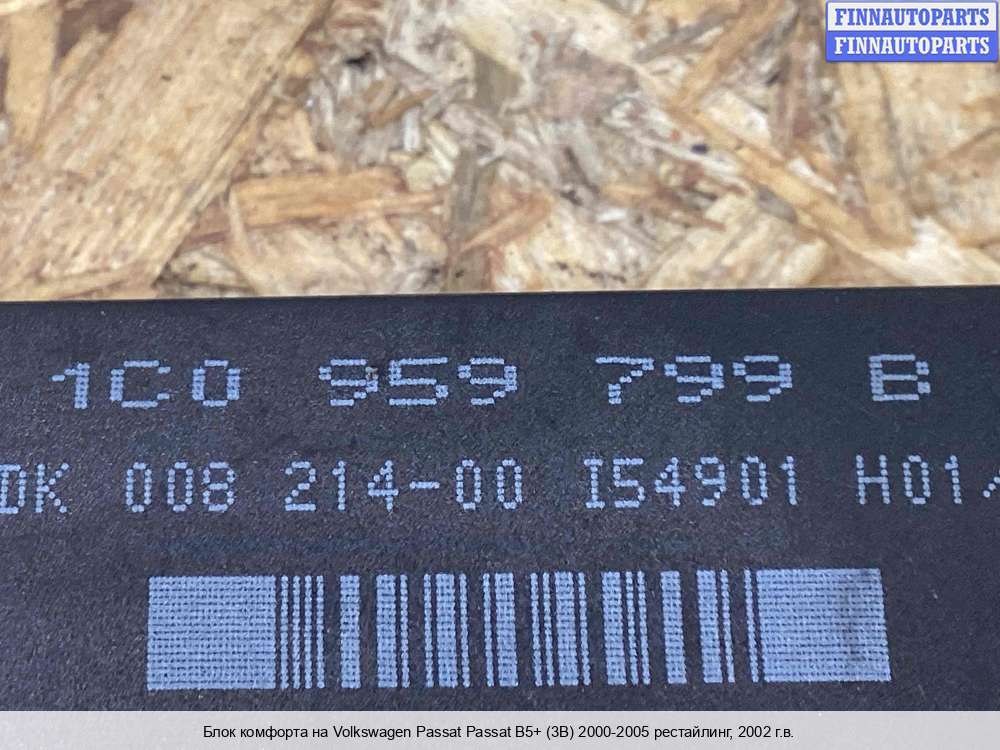 FINNAUTOPARTS
FINNAUTOPARTS
1C0 959 799 B
DK 008 214-00 I54901 H01
Блок комфорта на Volkswagen Passat Passat B5+ (3B) 2000-2005 рестайлинг, 2002 г.в.